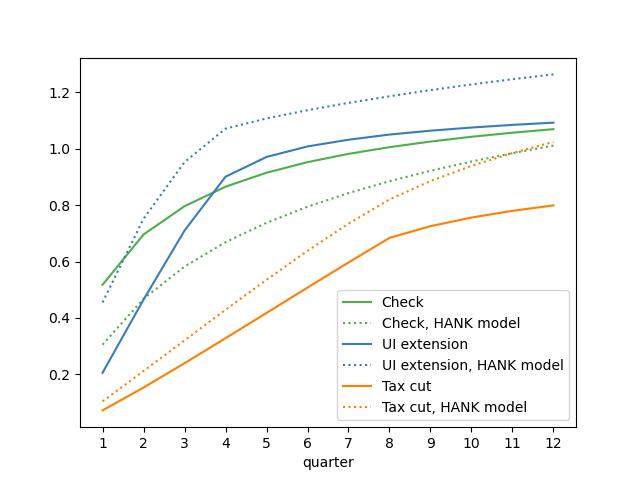 1.2
1.0
0.8
0.6
0.4
0.2
Check
Check, HANK model
UI extension
UI extension, HANK model
Tax cut
Tax cut, HANK model
1 2 3 4 5 6 7 8 9 10 11 12
quarter